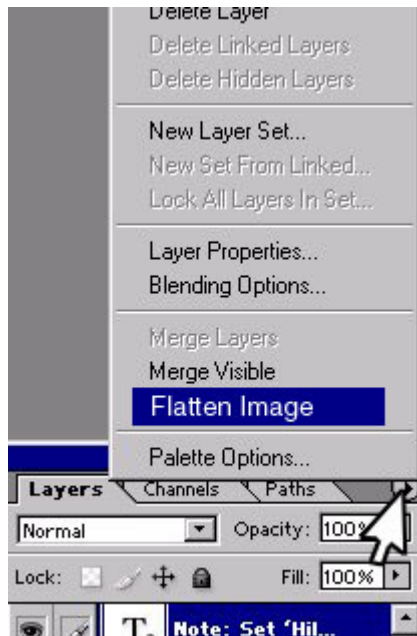 Delete Layer
Delete Linked Layers
Delete Hidden Layers
New Layer Set...
New Set From Linked...
Lock All Layers In Set...
Layer Properties...
Blending Options...
Merge Layers
Merge Visible
Flatten Image
Palette Options...
Layers Channels Paths
Normal Opacity: 100%
Lock: Fill: 100%
T Note: Set ‘Hil...